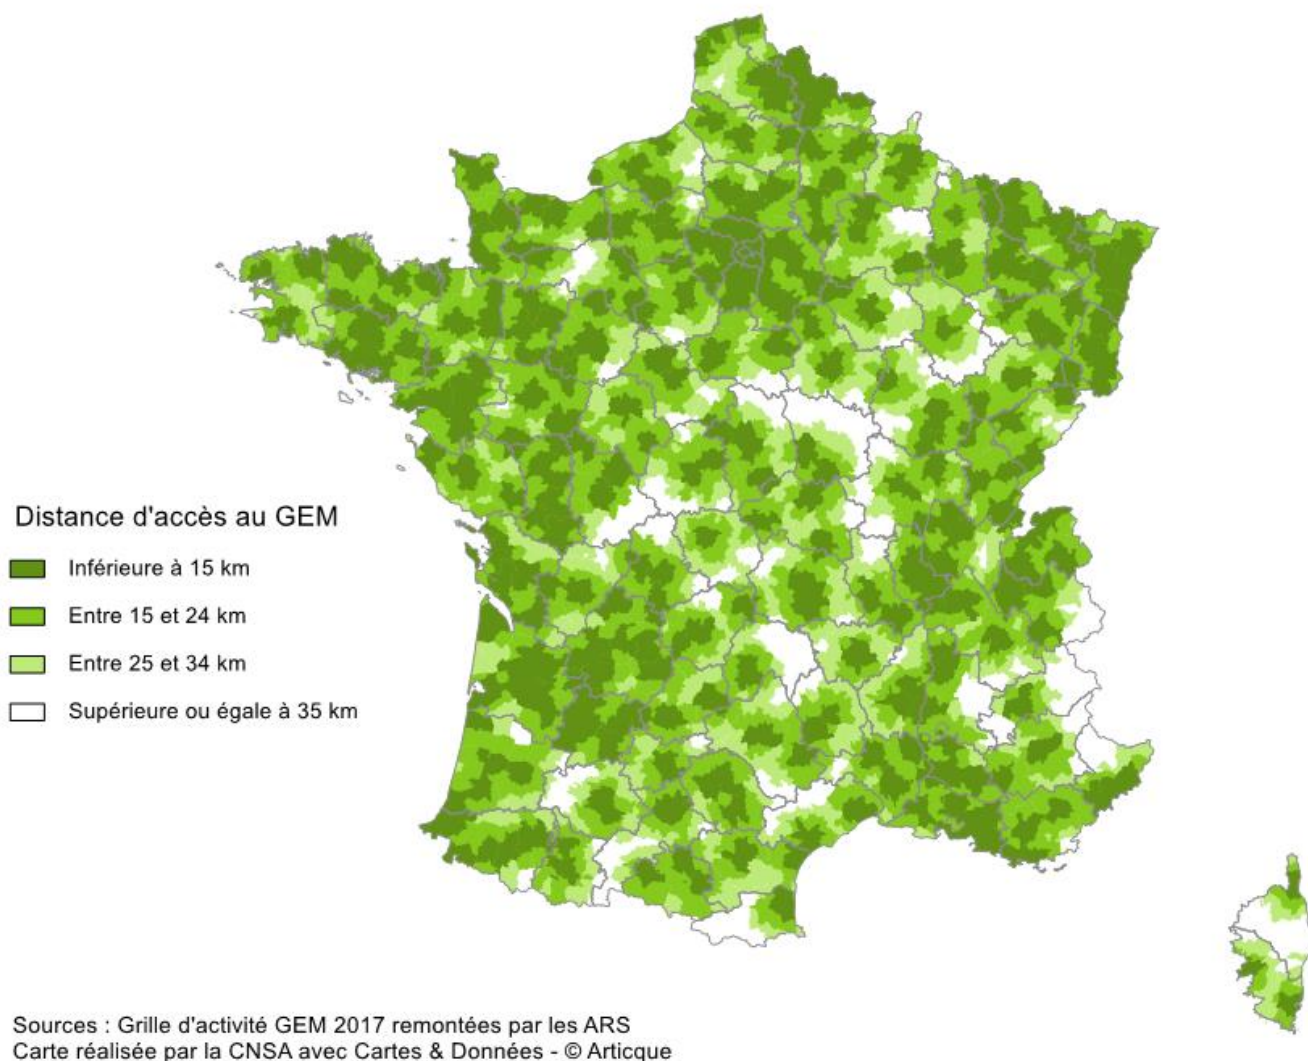 Distance d'accès au GEM
Inférieure à 15 km
Entre 15 et 24 km
Entre 25 et 34 km
Supérieure ou égale à 35 km
Sources : Grille d'activité GEM 2017 remontées par les ARS
Carte réalisée par la CNSA avec Cartes & Données - © Articque